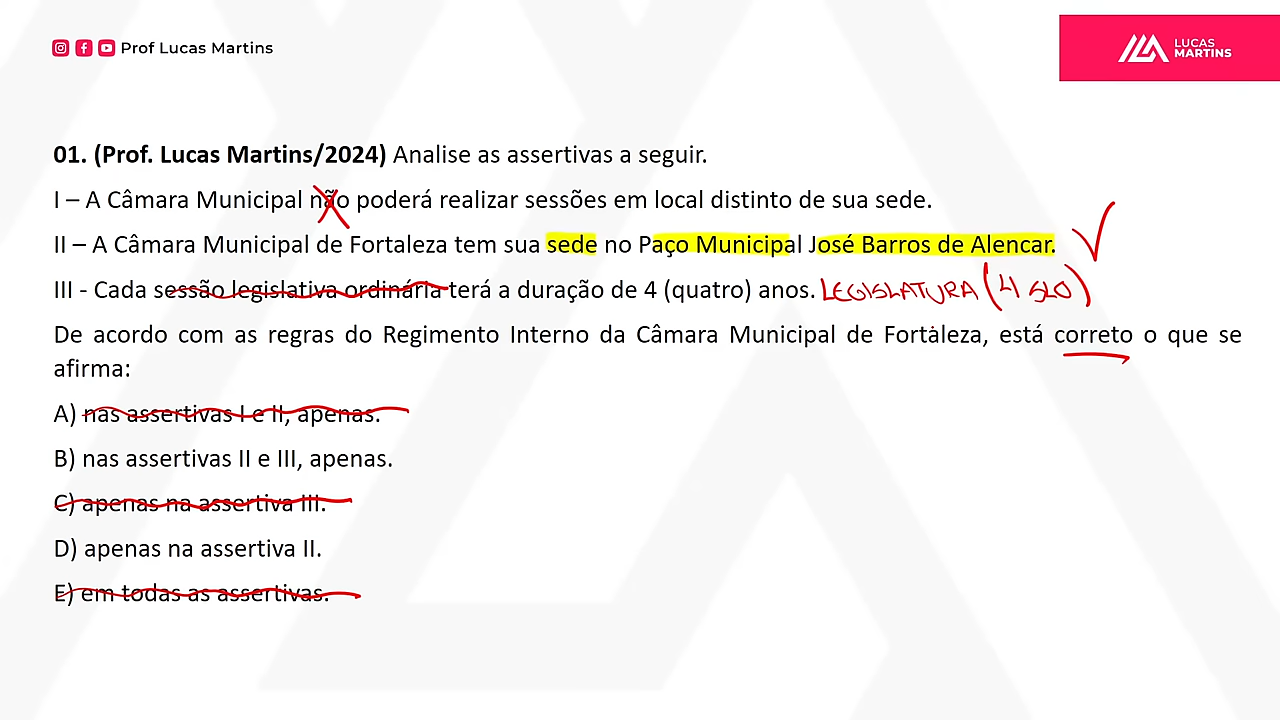 Prof Lucas Martins
LUCAS
MARTINS
01. (Prof. Lucas Martins/2024) Analise as assertivas a seguir.
I – A Câmara Municipal não poderá realizar sessões em local distinto de sua sede.
II – A Câmara Municipal de Fortaleza tem sua sede no Paço Municipal José Barros de Alencar.
III - Cada sessão legislativa ordinária terá a duração de 4 (quatro) anos. LEGISLATURA (4 SLO)
De acordo com as regras do Regimento Interno da Câmara Municipal de Fortaleza, está correto o que se
afirma:
A) nas assertivas I e II, apenas.
B) nas assertivas II e III, apenas.
C) apenas na assertiva III.
D) apenas na assertiva II.
E) em todas as assertivas.